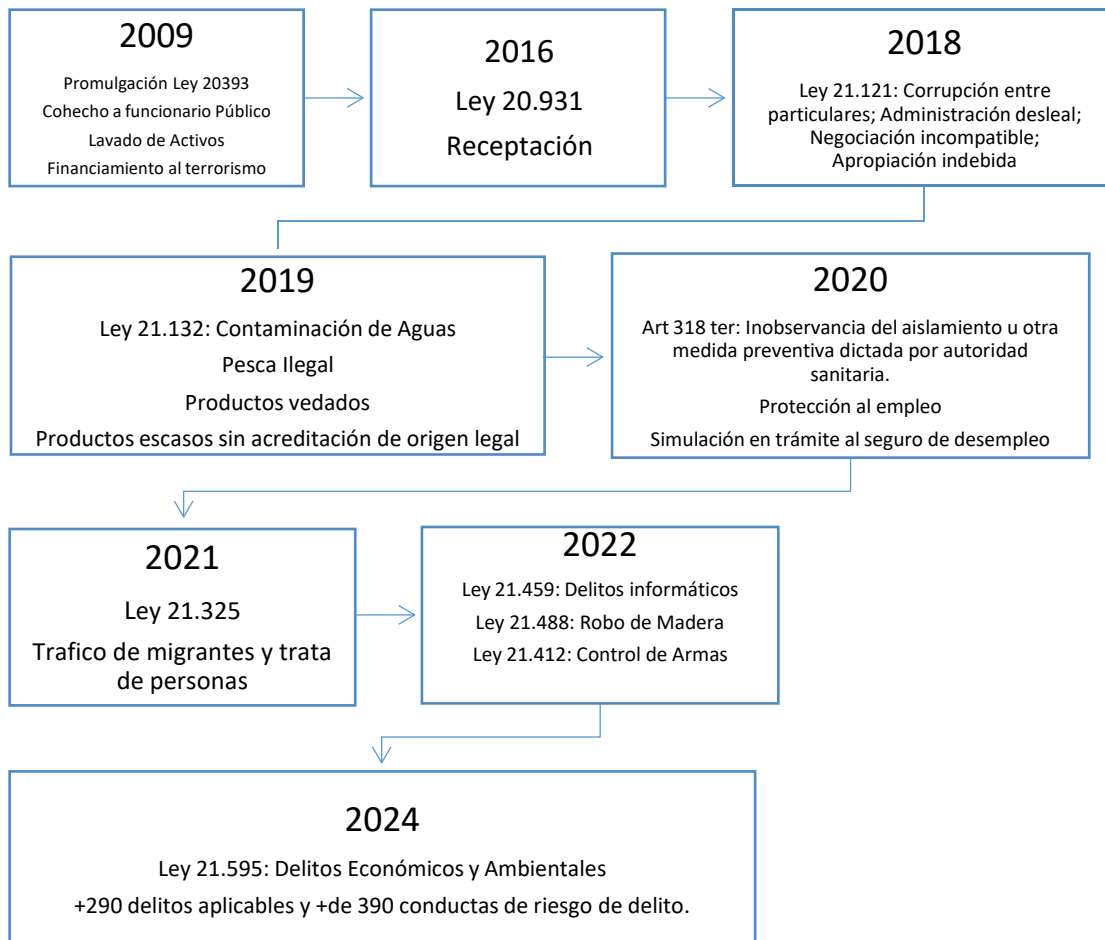 2009
Promulgación Ley 20393
Cohecho a funcionario Público
Lavado de Activos
Financiamiento al terrorismo
2016
Ley 20.931
Receptación
2018
Ley 21.121: Corrupción entre
particulares; Administración desleal;
Negociación incompatible;
Apropiación indebida
2019
Ley 21.132: Contaminación de Aguas
Pesca Ilegal
Productos vedados
Productos escasos sin acreditación de origen legal
2020
Art 318 ter: Inobservancia del aislamiento u otra
medida preventiva dictada por autoridad
sanitaria.
Protección al empleo
Simulación en trámite al seguro de desempleo
2021
Ley 21.325
Trafico de migrantes y trata
de personas
2022
Ley 21.459: Delitos informáticos
Ley 21.488: Robo de Madera
Ley 21.412: Control de Armas
2024
Ley 21.595: Delitos Económicos y Ambientales
+290 delitos aplicables y +de 390 conductas de riesgo de delito.